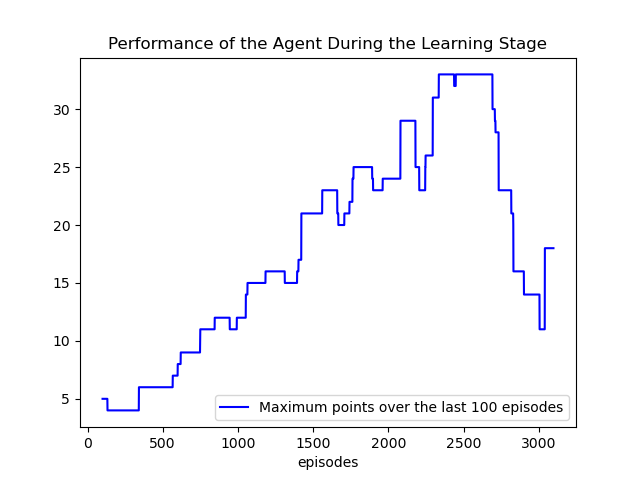 Performance of the Agent During the Learning Stage
30
25
20
15
10
5
Maximum points over the last 100 episodes
0 500 1000 1500 2000 2500 3000
episodes